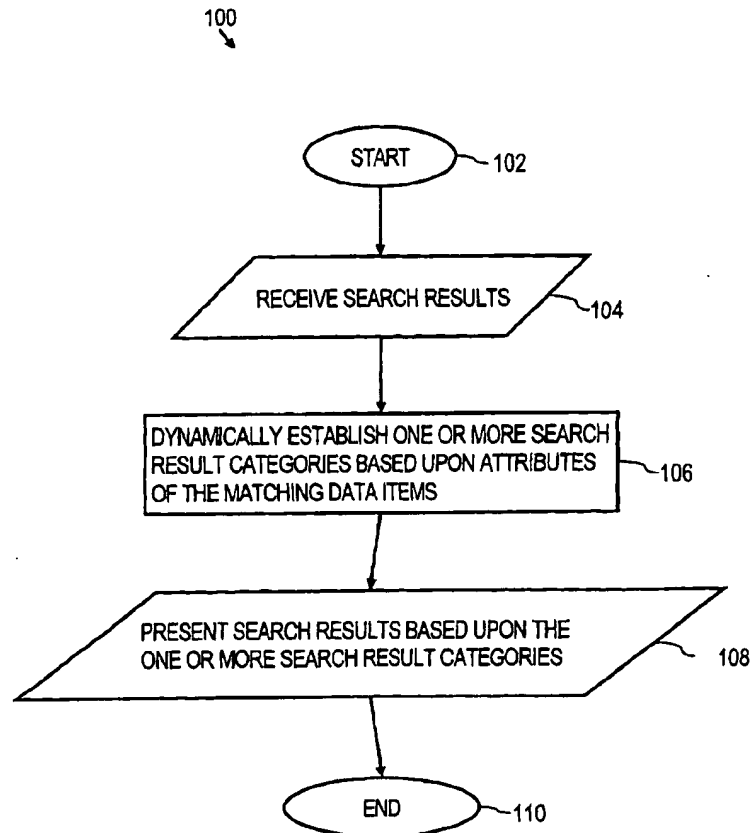 100
START
102
RECEIVE SEARCH RESULTS
104
DYNAMICALLY ESTABLISH ONE OR MORE SEARCH
RESULT CATEGORIES BASED UPON ATTRIBUTES
OF THE MATCHING DATA ITEMS
106
PRESENT SEARCH RESULTS BASED UPON THE
ONE OR MORE SEARCH RESULT CATEGORIES
108
END
110